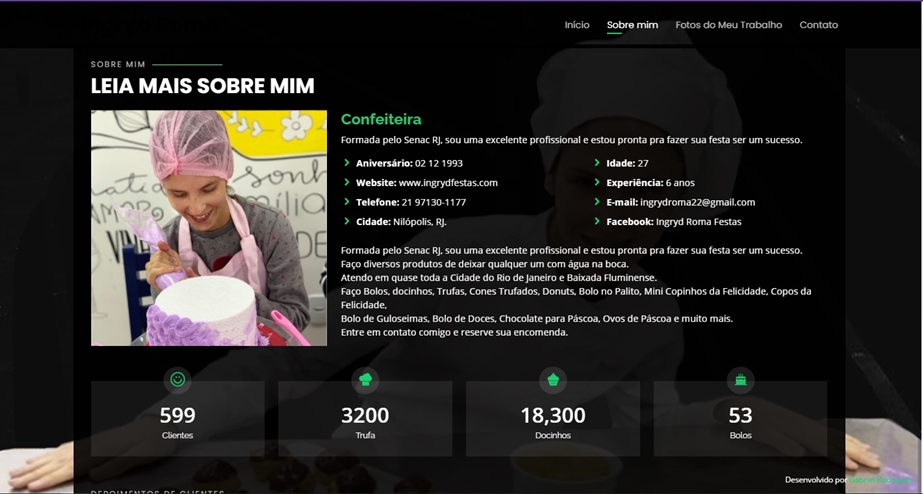 Início Sobre mim Fotos do Meu Trabalho Contato
SOBRE MIM
LEIA MAIS SOBRE MIM
Confeiteira
Formada pelo Senac RJ, sou uma excelente profissional e estou pronta pra fazer sua festa ser um sucesso.
Aniversário: 02 12 1993
Idade: 27
Website: www.ingrydfestas.com
Experiência: 6 anos
Telefone: 21 97130-1177
E-mail: ingrydroma22@gmail.com
Cidade: Nilópolis, RJ.
Facebook: Ingryd Roma Festas
Formada pelo Senac RJ, sou uma excelente profissional e estou pronta pra fazer sua festa ser um sucesso.
Faço diversos produtos de deixar qualquer um com água na boca.
Atendo em quase toda a Cidade do Rio de Janeiro e Baixada Fluminense.
Faço Bolos, docinhos, Trufas, Cones Trufados, Donuts, Bolo no Palito, Mini Copinhos da Felicidade, Copos da
Felicidade,
Bolo de Guloseimas, Bolo de Doces, Chocolate para Páscoa, Ovos de Páscoa e muito mais.
Entre em contato comigo e reserve sua encomenda.
599
Clientes
3200
Trufa
18,300
Docinhos
53
Bolos
Desenvolvido por
DEPOIMENTOS DE CLIENTES